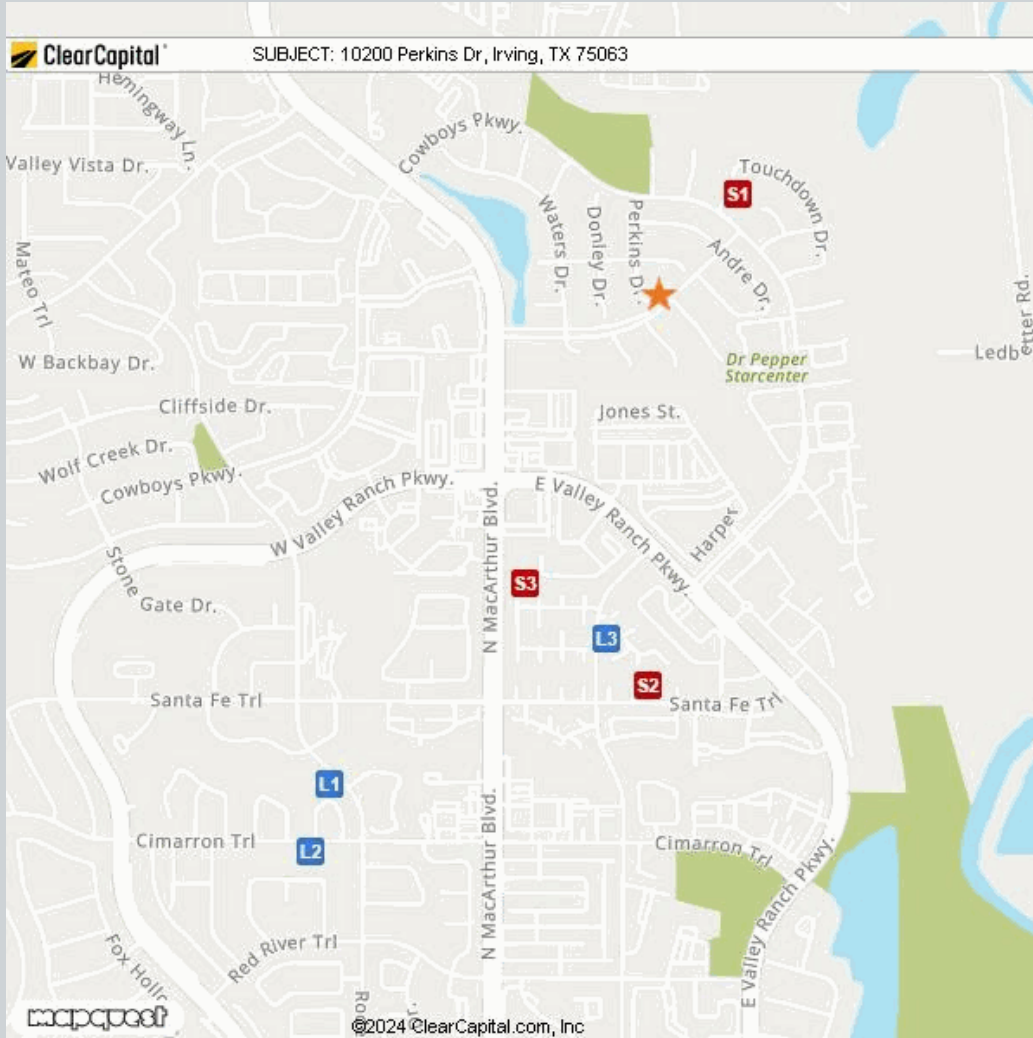 ClearCapital
SUBJECT: 10200 Perkins Dr, Irving, TX 75063
Hemingway Ln.
Cowboys Pkwy.
Valley Vista Dr.
Touchdown Dr.
S1
Waters Dr.
Donley Dr.
Perkins Dr.
Andre Dr.
Mateo Trl
Ledbetter Rd.
Ledb
W Backbay Dr.
Dr Pepper
Starcenter
Cliffside Dr.
Jones St.
Wolf Creek Dr.
Cowboys Pkwy.
W Valley Ranch Pkwy.
E Valley Ranch Pkwy.
N MacArthur Blvd.
Harper
Stone
Gate Dr.
S3
L3
S2
Santa Fe Trl
Santa Fe Trl
L1
N MacArthur Blvd.
Cimarron Trl
L2
Cimarron Trl
E Valley Ranch Pkwy.
Red River Trl
Fox Hollo
mapquest
©2024 ClearCapital.com, Inc